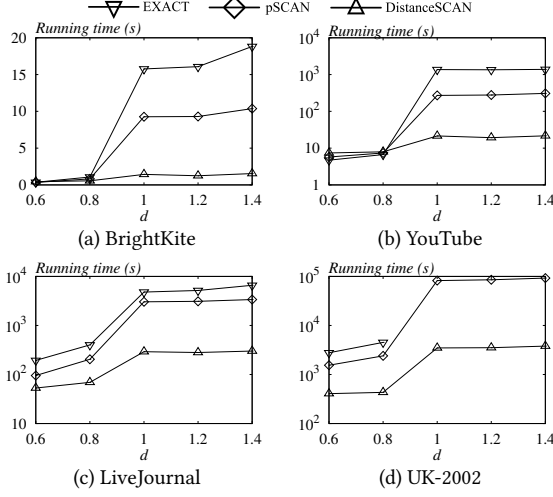 EXACT pSCAN DistanceSCAN
Running time (s)
20
15
10
5
0
0.6 0.8 1 1.2 1.4
d
(a) BrightKite
Running time (s)
10^4
10^3
10^2
10
1
0.6 0.8 1 1.2 1.4
d
(b) YouTube
Running time (s)
10^4
10^3
10^2
10
0.6 0.8 1 1.2 1.4
d
(c) LiveJournal
Running time (s)
10^5
10^4
10^3
10^2
0.6 0.8 1 1.2 1.4
d
(d) UK-2002